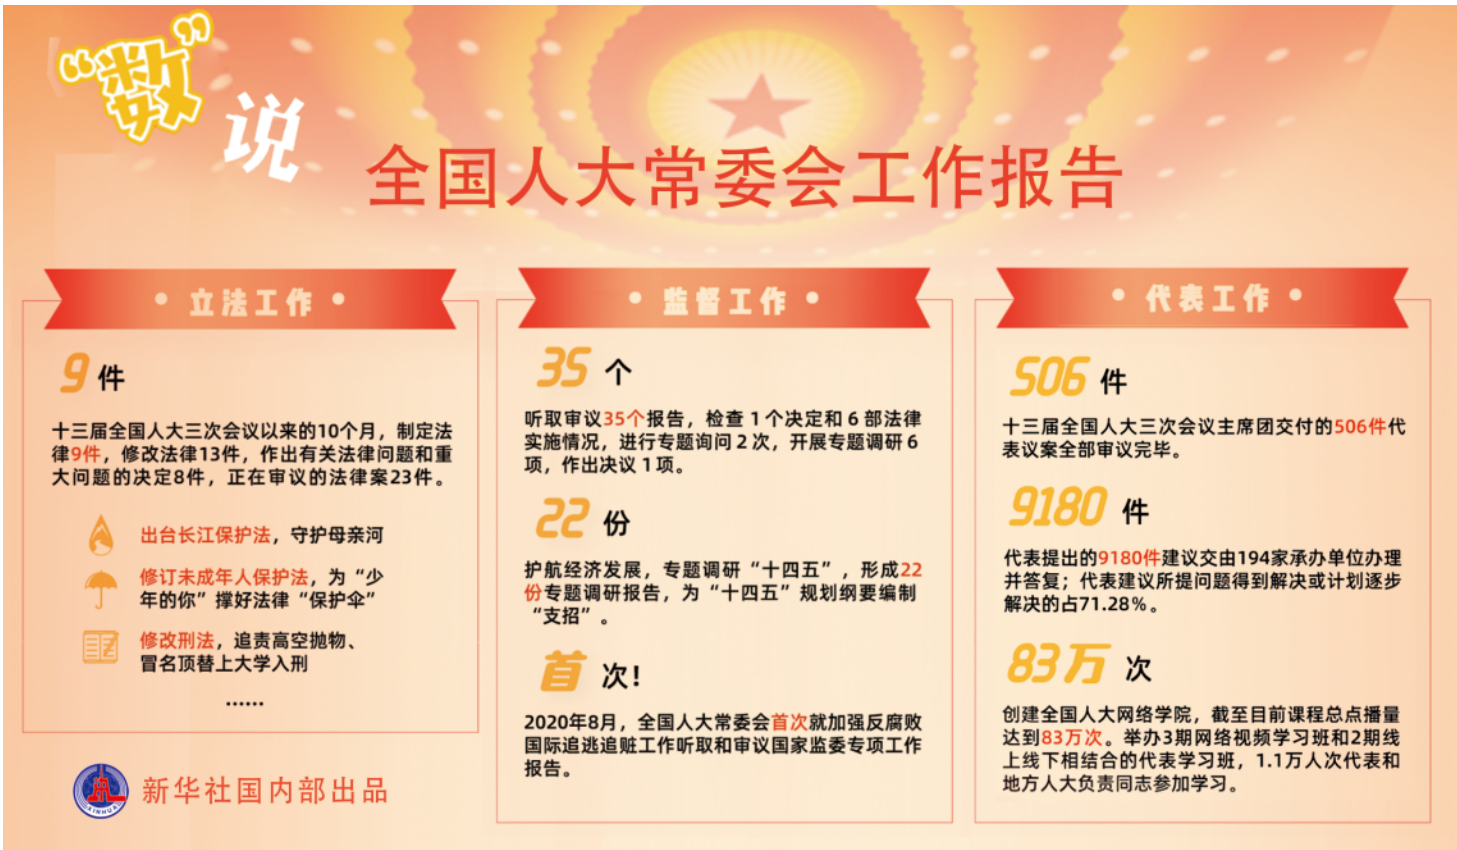 “数”说
全国人大常委会工作报告
·立法工作·
9件
十三届全国人大三次会议以来的10个月，制定法
律9件，修改法律13件，作出有关法律问题和重
大问题的决定8件，正在审议的法律案23件。
出台长江保护法，守护母亲河
修订未成年人保护法，为“少
年的你”撑好法律“保护伞”
修改刑法，追责高空抛物、
冒名顶替上大学入刑
......
XINHUA
新华社国内部出品
·监督工作·
35个
听取审议35个报告，检查1个决定和6部法律
实施情况，进行专题询问2次，开展专题调研6
项，作出决议1项。
22份
护航经济发展，专题调研“十四五”，形成22
份专题调研报告，为“十四五”规划纲要编制
“支招”。
首次！
2020年8月，全国人大常委会首次就加强反腐败
国际追逃追赃工作听取和审议国家监委专项工作
报告。
·代表工作·
506件
十三届全国人大三次会议主席团交付的506件代
表议案全部审议完毕。
9180件
代表提出的9180件建议交由194家承办单位办理
并答复；代表建议所提问题得到解决或计划逐步
解决的占71.28%。
83万次
创建全国人大网络学院，截至目前课程总点播量
达到83万次。举办3期网络视频学习班和2期线
上线下相结合的代表学习班，1.1万人次代表和
地方人大负责同志参加学习。